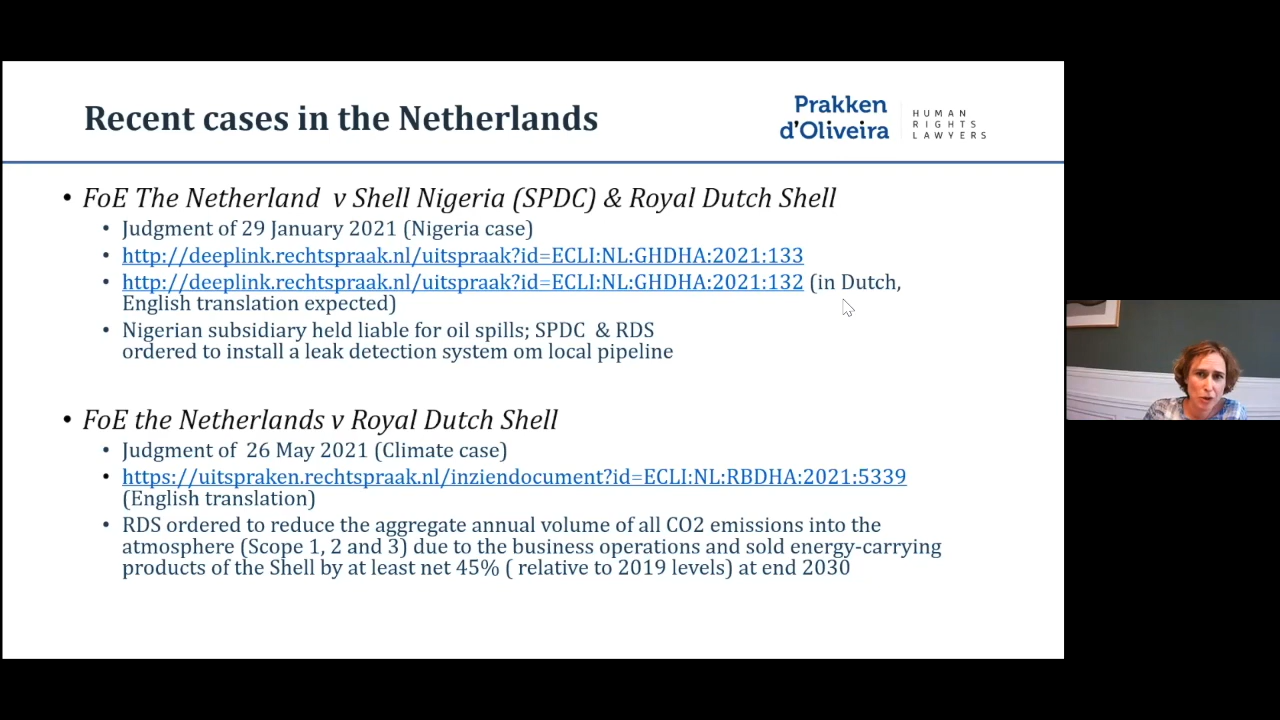 Recent cases in the Netherlands
Prakken
d'Oliveira
HUMAN
RIGHTS
LAWYERS
• FoE The Netherland v Shell Nigeria (SPDC) & Royal Dutch Shell
• Judgment of 29 January 2021 (Nigeria case)
• http://deeplink.rechtspraak.nl/uitspraak?id=ECLI:NL:GHDHA:2021:133
• http://deeplink.rechtspraak.nl/uitspraak?id=ECLI:NL:GHDHA:2021:132 (in Dutch,
English translation expected)
• Nigerian subsidiary held liable for oil spills; SPDC & RDS
ordered to install a leak detection system om local pipeline
• FoE the Netherlands v Royal Dutch Shell
• Judgment of 26 May 2021 (Climate case)
• https://uitspraken.rechtspraak.nl/inziendocument?id=ECLI:NL:RBDHA:2021:5339
(English translation)
• RDS ordered to reduce the aggregate annual volume of all CO2 emissions into the
atmosphere (Scope 1, 2 and 3) due to the business operations and sold energy-carrying
products of the Shell by at least net 45% ( relative to 2019 levels) at end 2030